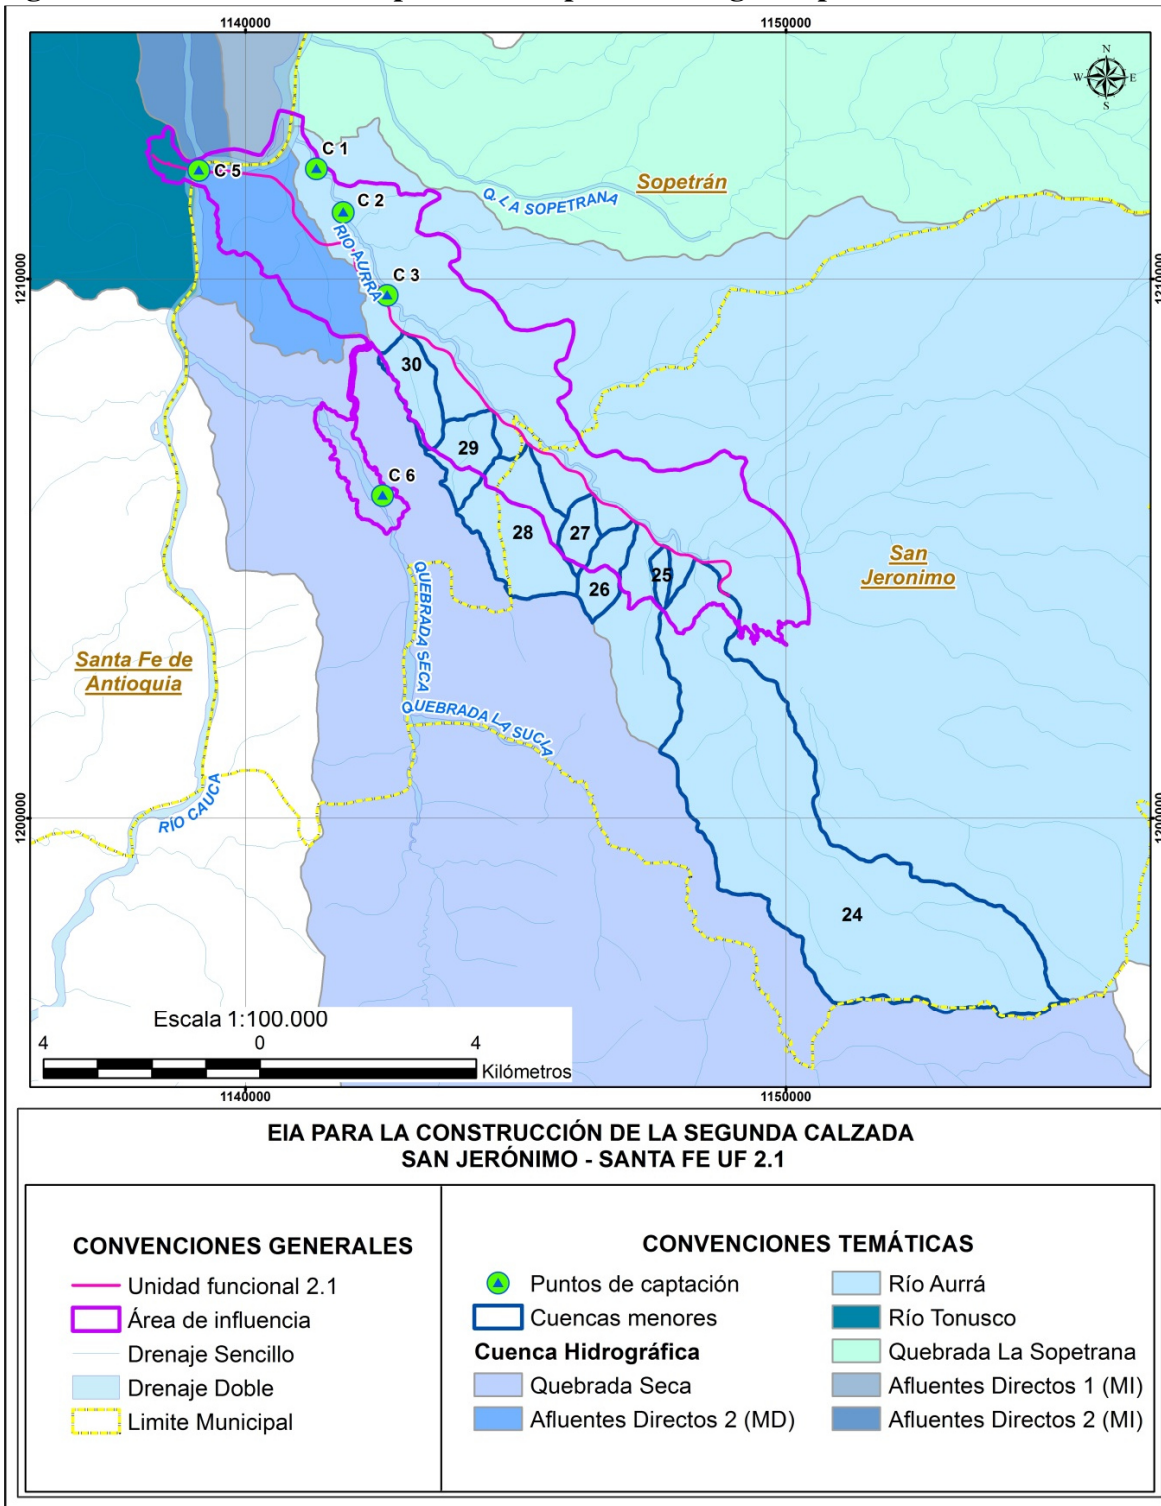 1140000
1150000
N
W
E
S
C 1
C 5
Sopetrán
Q. LA SOPETRANA
C 2
RÍO AURRA
C 3
1210000
1210000
30
29
C 6
28
27
San
Jeronimo
25
26
QUEBRADA SECA
Santa Fe de
Antioquia
QUEBRADA LA SUCIA
RÍO CAUCA
1200000
1200000
24
Escala 1:100.000
4
0
4
Kilómetros
1140000
1150000
EIA PARA LA CONSTRUCCIÓN DE LA SEGUNDA CALZADA
SAN JERÓNIMO - SANTA FE UF 2.1
CONVENCIONES GENERALES
Unidad funcional 2.1
Área de influencia
Drenaje Sencillo
Drenaje Doble
Limite Municipal
CONVENCIONES TEMÁTICAS
Puntos de captación
Cuencas menores
Cuenca Hidrográfica
Quebrada Seca
Afluentes Directos 2 (MD)
Río Aurrá
Río Tonusco
Quebrada La Sopetrana
Afluentes Directos 1 (MI)
Afluentes Directos 2 (MI)